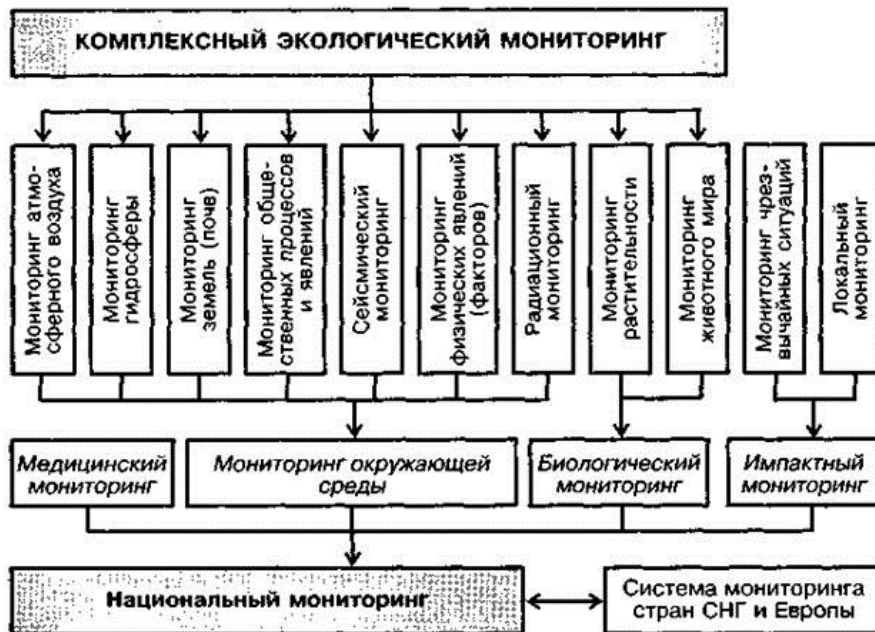 КОМПЛЕКСНЫЙ ЭКОЛОГИЧЕСКИЙ МОНИТОРИНГ
Мониторинг атмо-
сферного воздуха
Мониторинг
гидросферы
Мониторинг
земель (почв)
Мониторинг обще-
ственных процессов
и явлений
Сейсмический
мониторинг
Мониторинг
физических явлений
(факторов)
Радиационный
мониторинг
Мониторинг
растительности
Мониторинг
животного мира
Мониторинг чрез-
вычайных ситуаций
Локальный
мониторинг
Медицинский
мониторинг
Мониторинг окружающей
среды
Биологический
мониторинг
Импактный
мониторинг
Национальный мониторинг
Система мониторинга
стран СНГ и Европы